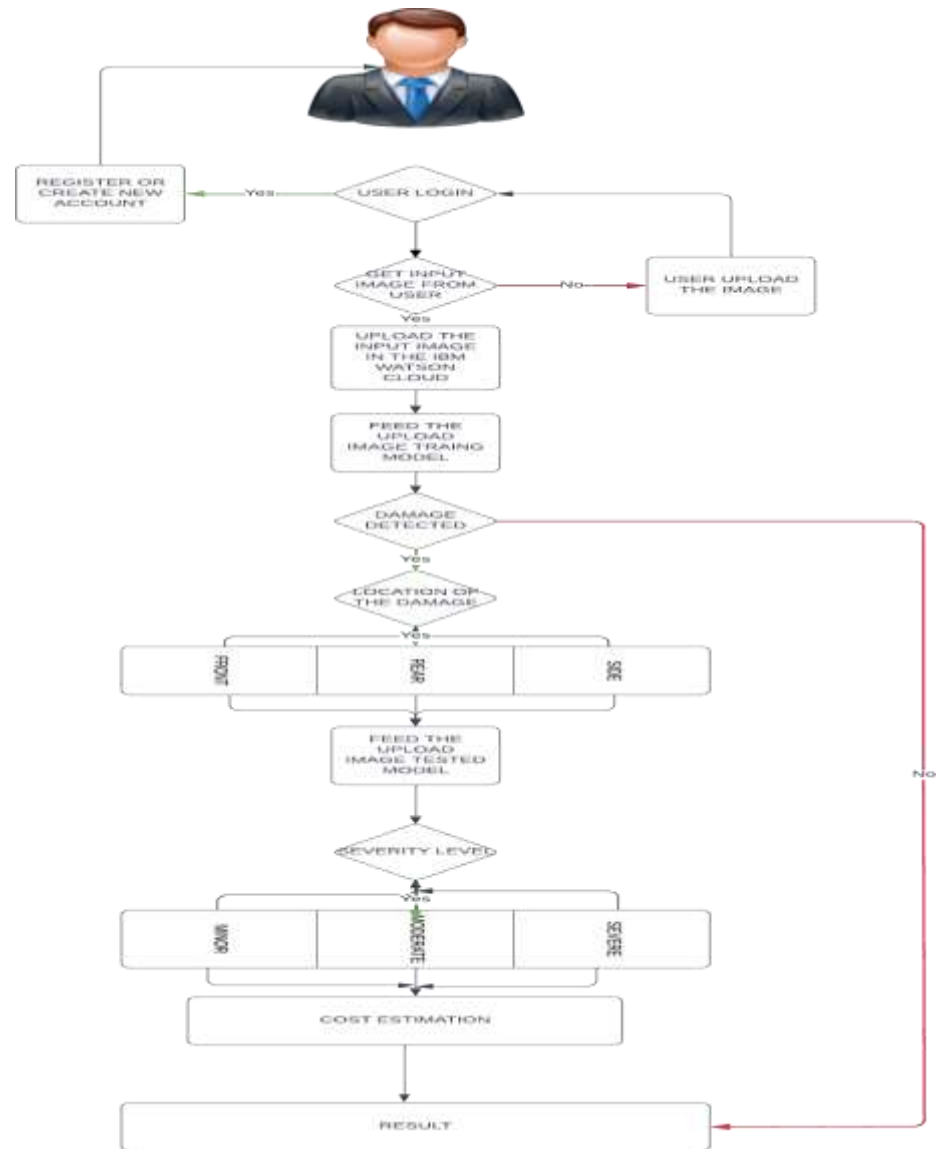 REGISTER OR
CREATE NEW
ACCOUNT
Yes
USER LOGIN
GET INPUT
IMAGE FROM
USER
No
USER UPLOAD
THE IMAGE
Yes
UPLOAD THE
INPUT IMAGE
IN THE IBM
WATSON
CLOUD
FEED THE
UPLOAD
IMAGE TRAING
MODEL
DAMAGE
DETECTED
Yes
LOCATION OF
THE DAMAGE
Yes
FRONT
REAR
SIDE
FEED THE
UPLOAD
IMAGE TESTED
MODEL
No
SEVERITY LEVEL
Yes
MINOR
MODERATE
SEVERE
COST ESTIMATION
RESULT